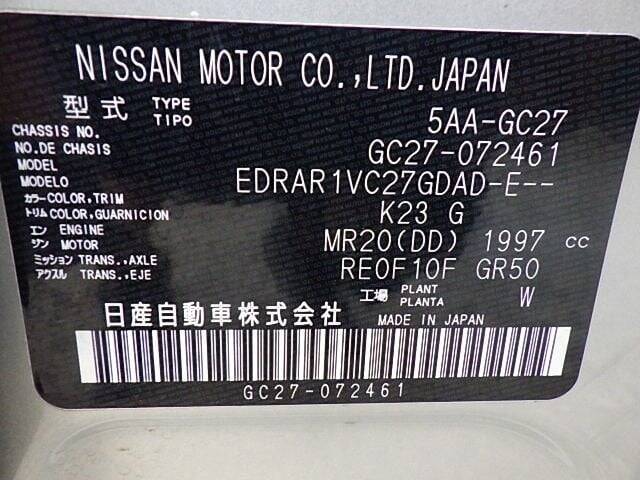 NISSAN MOTOR CO.,LTD.JAPAN
型式 TYPE TIPO 5AA-GC27
CHASSIS NO. NO.DE CHASIS GC27-072461
MODEL MODELO EDRAR1VC27GDAD-E--
カラー COLOR,TRIM トリム COLOR,GUARNICION K23 G
エンジン ENGINE MOTOR MR20(DD) 1997 cc
ミッション TRANS.,AXLE アクスル TRANS.,EJE RE0F10F GR50
工場 PLANT PLANTA W
日産自動車株式会社 MADE IN JAPAN
GC27-072461